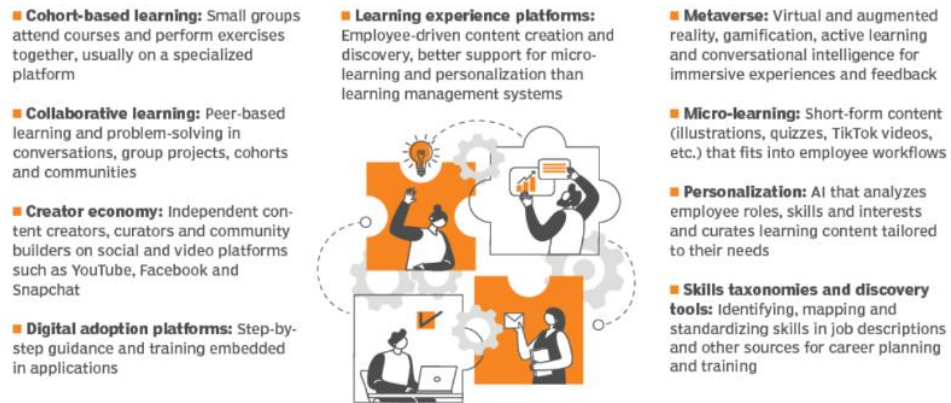 ■ Cohort-based learning: Small groups
attend courses and perform exercises
together, usually on a specialized
platform
■ Collaborative learning: Peer-based
learning and problem-solving in
conversations, group projects, cohorts
and communities
■ Creator economy: Independent con-
tent creators, curators and community
builders on social and video platforms
such as YouTube, Facebook and
Snapchat
■ Digital adoption platforms: Step-by-
step guidance and training embedded
in applications
■ Learning experience platforms:
Employee-driven content creation and
discovery, better support for micro-
learning and personalization than
learning management systems
■ Metaverse: Virtual and augmented
reality, gamification, active learning
and conversational intelligence for
immersive experiences and feedback
■ Micro-learning: Short-form content
(illustrations, quizzes, TikTok videos,
etc.) that fits into employee workflows
■ Personalization: AI that analyzes
employee roles, skills and interests
and curates learning content tailored
to their needs
■ Skills taxonomies and discovery
tools: Identifying, mapping and
standardizing skills in job descriptions
and other sources for career planning
and training